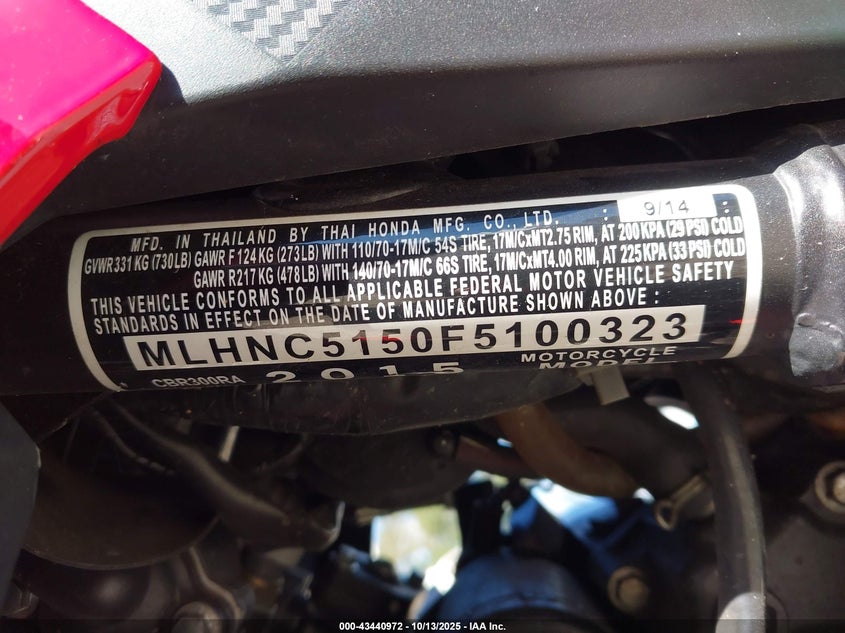 MFD. IN THAILAND BY THAI HONDA MFG. CO., LTD. : 9/14 :
GVWR 331 KG (730LB) GAWR F 124 KG (273LB) WITH 110/70-17M/C 54S TIRE, 17M/CxMT2.75 RIM, AT 200 KPA (29 PSI) COLD
GAWR R217 KG (478LB) WITH 140/70-17M/C 66S TIRE, 17M/CxMT4.00 RIM, AT 225 KPA (33 PSI) COLD
THIS VEHICLE CONFORMS TO ALL APPLICABLE FEDERAL MOTOR VEHICLE SAFETY
STANDARDS IN EFFECT ON THE DATE OF MANUFACTURE SHOWN ABOVE :
MLHNC5150F5100323
CBR300RA 2015 MOTORCYCLE
MODEL
000-43440972 - 10/13/2025 - IAA Inc.